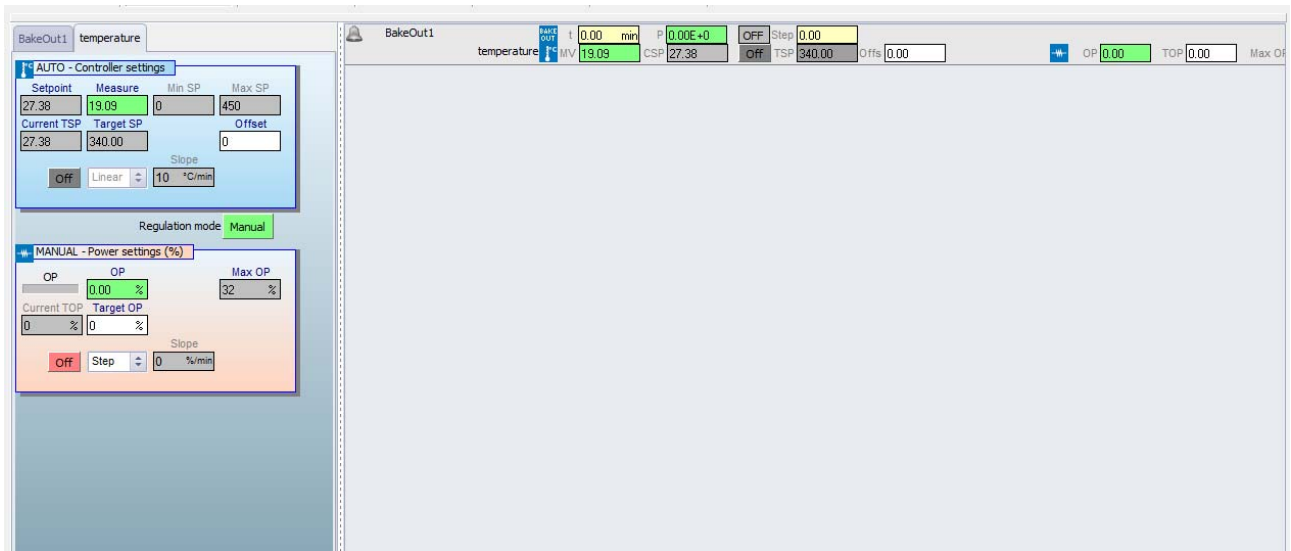 BakeOut1 temperature
AUTO - Controller settings
Setpoint Measure Min SP Max SP
27.38 19.09 0 450
Current TSP Target SP Offset
27.38 340.00 0
Slope
Off Linear 10 °C/min
Regulation mode Manual
MANUAL - Power settings (%)
OP OP Max OP
0.00 % 32 %
Current TOP Target OP
0 % 0 %
Slope
Off Step 0 %/min
BakeOut1 BAKE OUT t 0.00 min P 0.00E+0 OFF Step 0.00
temperature °C MV 19.09 CSP 27.38 Off TSP 340.00 Offs 0.00 OP 0.00 TOP 0.00 Max OP